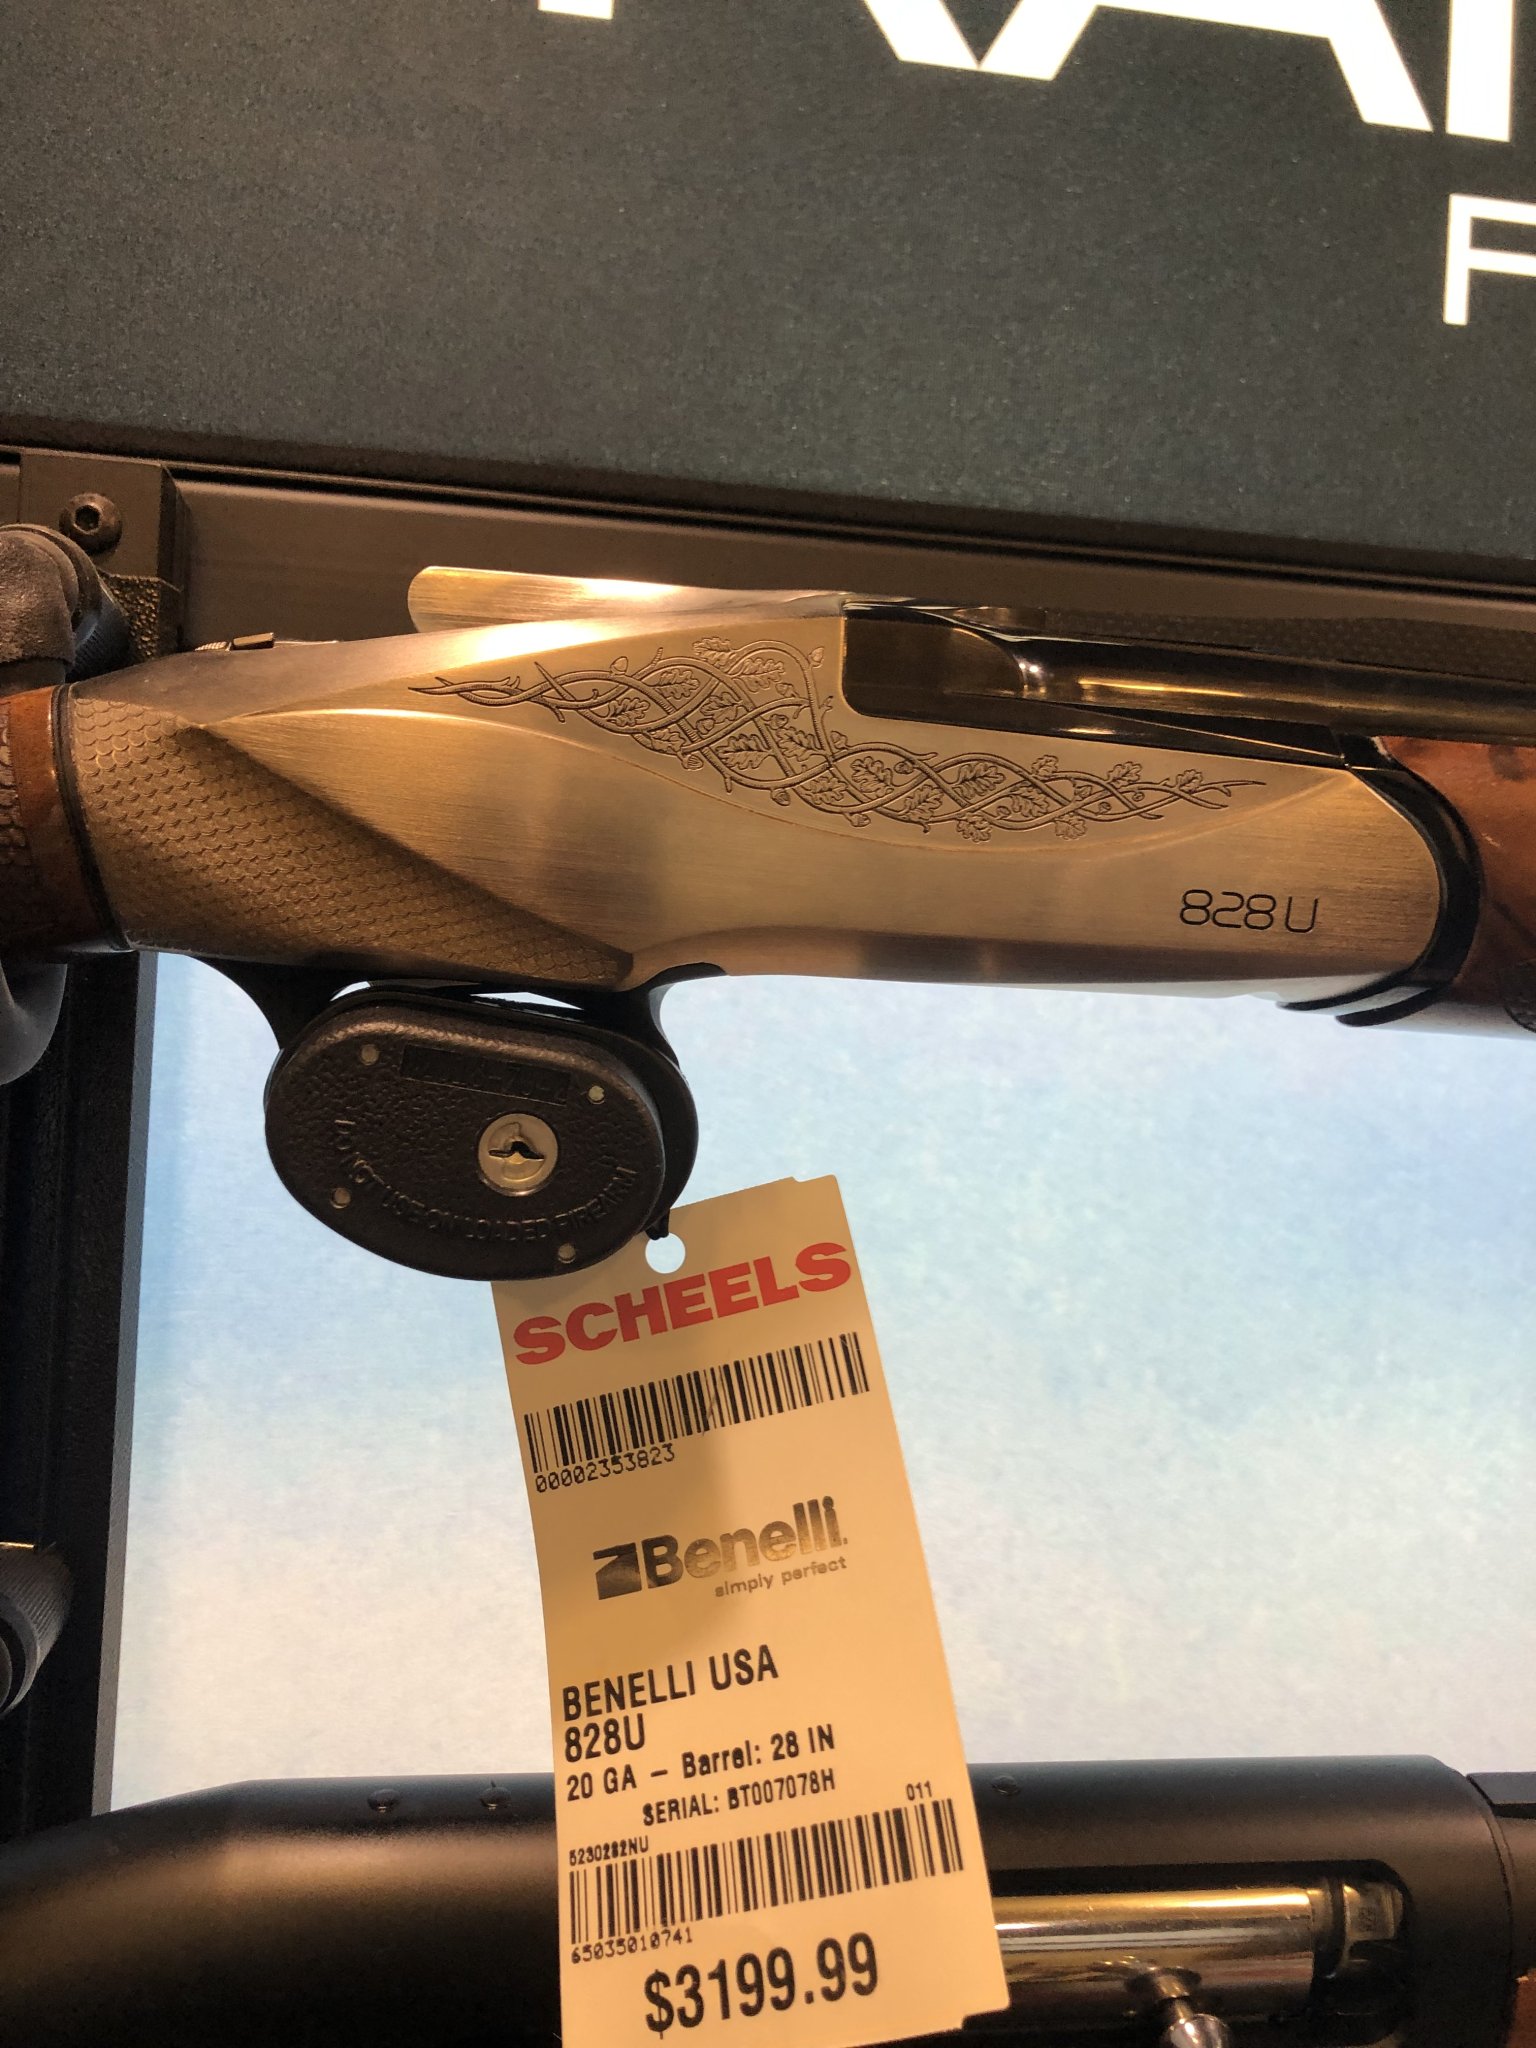 828U
DO NOT USE ON LOADED FIREARM
SCHEELS
00002353823
Benelli
simply perfect
BENELLI USA
828U
20 GA – Barrel: 28 IN
SERIAL: BT007078H 011
5230282NU
65035010741
$3199.99